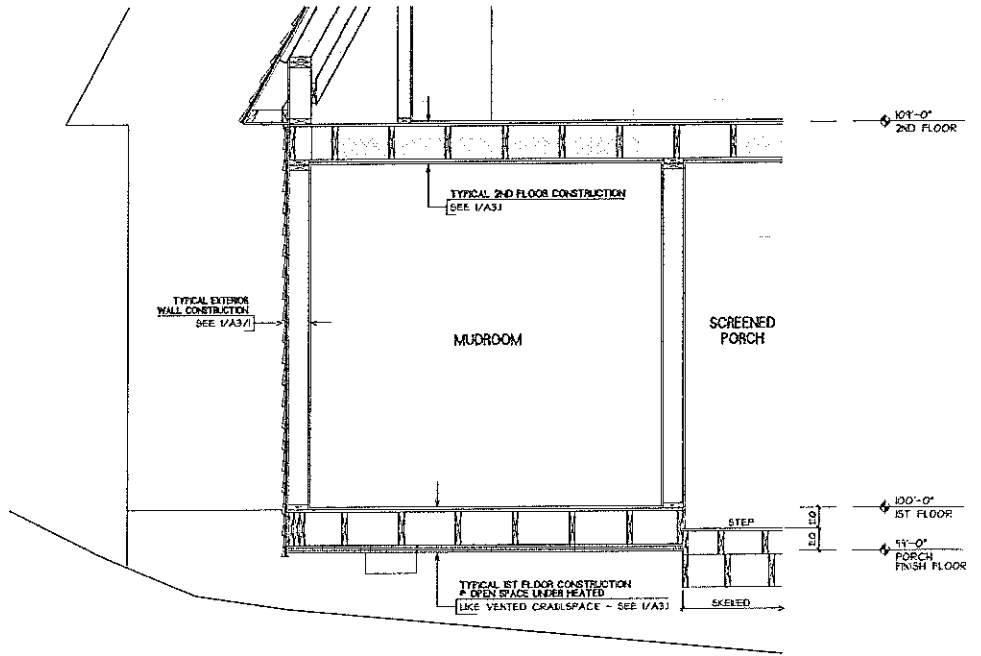 109'-0"
2ND FLOOR
TYPICAL 2ND FLOOR CONSTRUCTION
SEE 1/A3.1
TYPICAL EXTERIOR
WALL CONSTRUCTION
SEE 1/A3/1
MUDROOM
SCREENED
PORCH
100'-0"
1ST FLOOR
STEP
EQ
EQ
99'-0"
PORCH
FINISH FLOOR
TYPICAL 1ST FLOOR CONSTRUCTION
@ OPEN SPACE UNDER HEATED
LIKE VENTED CRAWLSPACE - SEE 1/A3.1